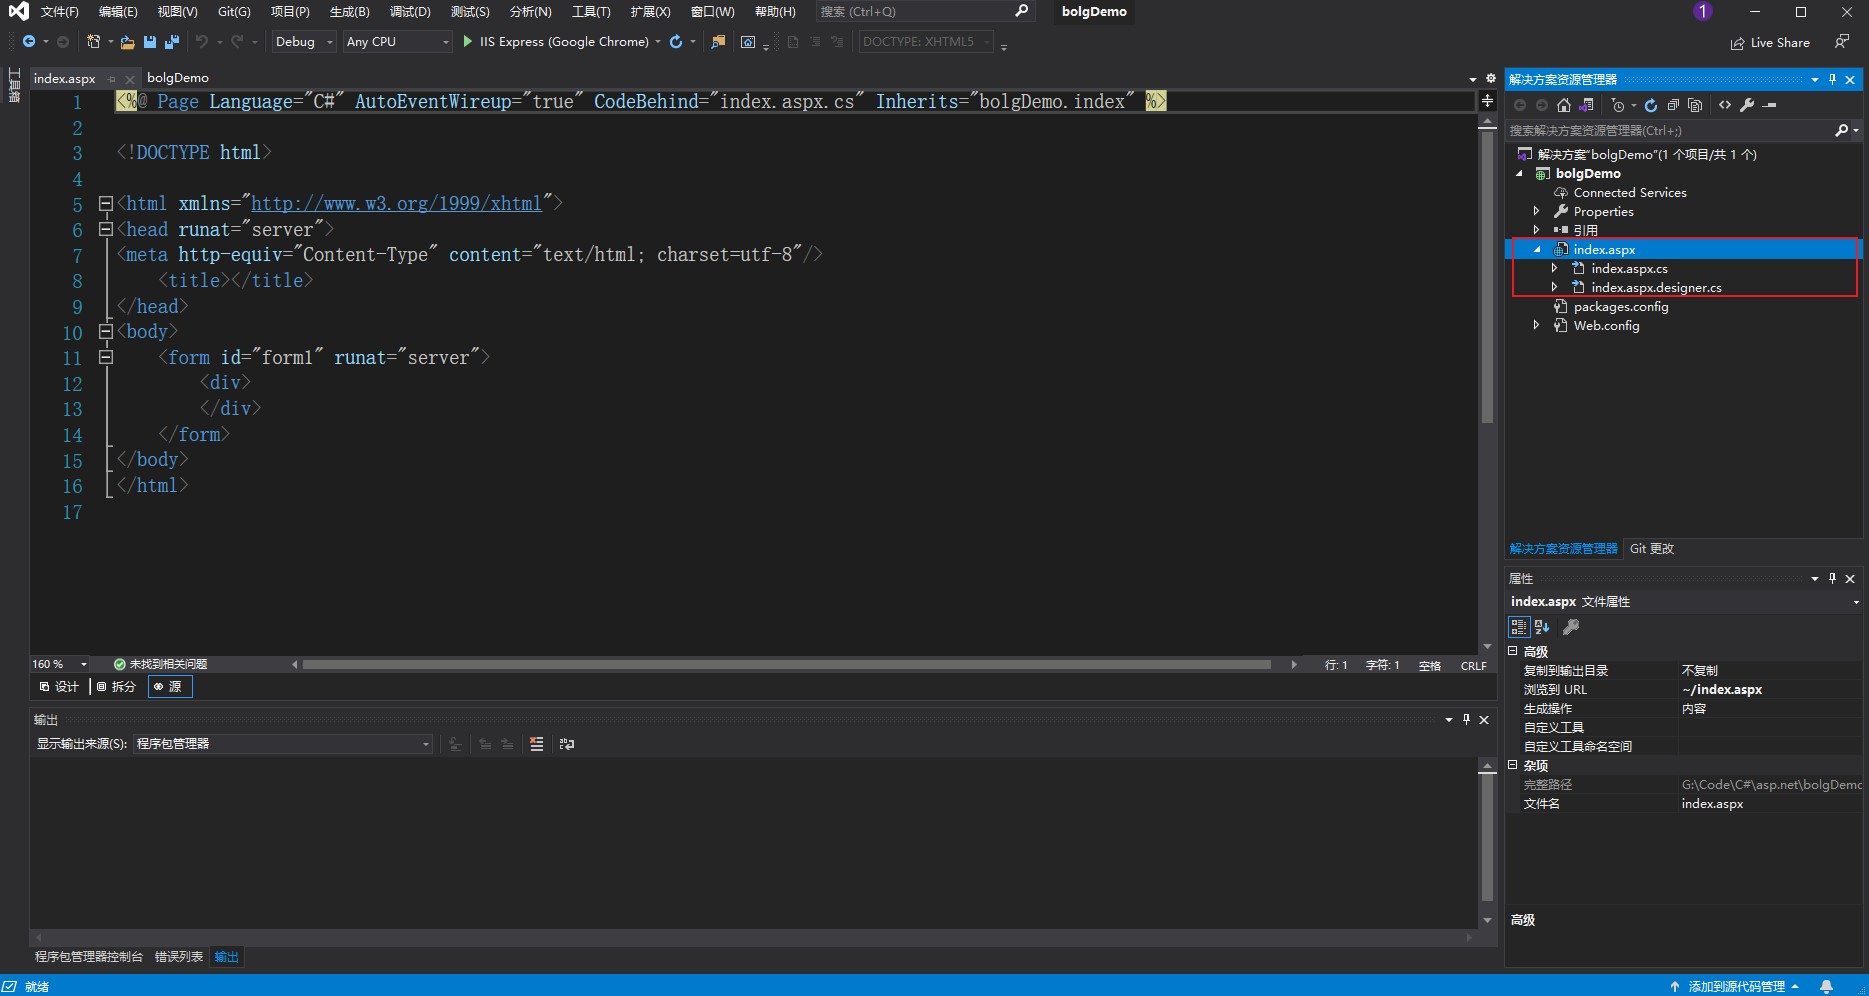 文件(F) 编辑(E) 视图(V) Git(G) 项目(P) 生成(B) 调试(D) 测试(S) 分析(N) 工具(T) 扩展(X) 窗口(W) 帮助(H) 搜索 (Ctrl+Q) bolgDemo 1
Debug Any CPU IIS Express (Google Chrome) DOCTYPE: XHTML5 Live Share
工具箱
index.aspx bolgDemo
1 <%@ Page Language="C#" AutoEventWireup="true" CodeBehind="index.aspx.cs" Inherits="bolgDemo.index" %>
2
3 <!DOCTYPE html>
4
5 <html xmlns="http://www.w3.org/1999/xhtml">
6 <head runat="server">
7 <meta http-equiv="Content-Type" content="text/html; charset=utf-8"/>
8 <title></title>
9 </head>
10 <body>
11 <form id="form1" runat="server">
12 <div>
13 </div>
14 </form>
15 </body>
16 </html>
17
160 % 未找到相关问题 行: 1 字符: 1 空格 CRLF
设计 拆分 源
输出
显示输出来源(S): 程序包管理器
程序包管理器控制台 错误列表 输出
解决方案资源管理器
搜索解决方案资源管理器(Ctrl+;)
解决方案"bolgDemo"(1 个项目/共 1 个)
bolgDemo
Connected Services
Properties
引用
index.aspx
index.aspx.cs
index.aspx.designer.cs
packages.config
Web.config
解决方案资源管理器 Git 更改
属性
index.aspx 文件属性
高级
复制到输出目录 不复制
浏览到 URL ~/index.aspx
生成操作 内容
自定义工具
自定义工具命名空间
杂项
完整路径 G:\Code\C#\asp.net\bolgDemo
文件名 index.aspx
高级
就绪 添加到源代码管理